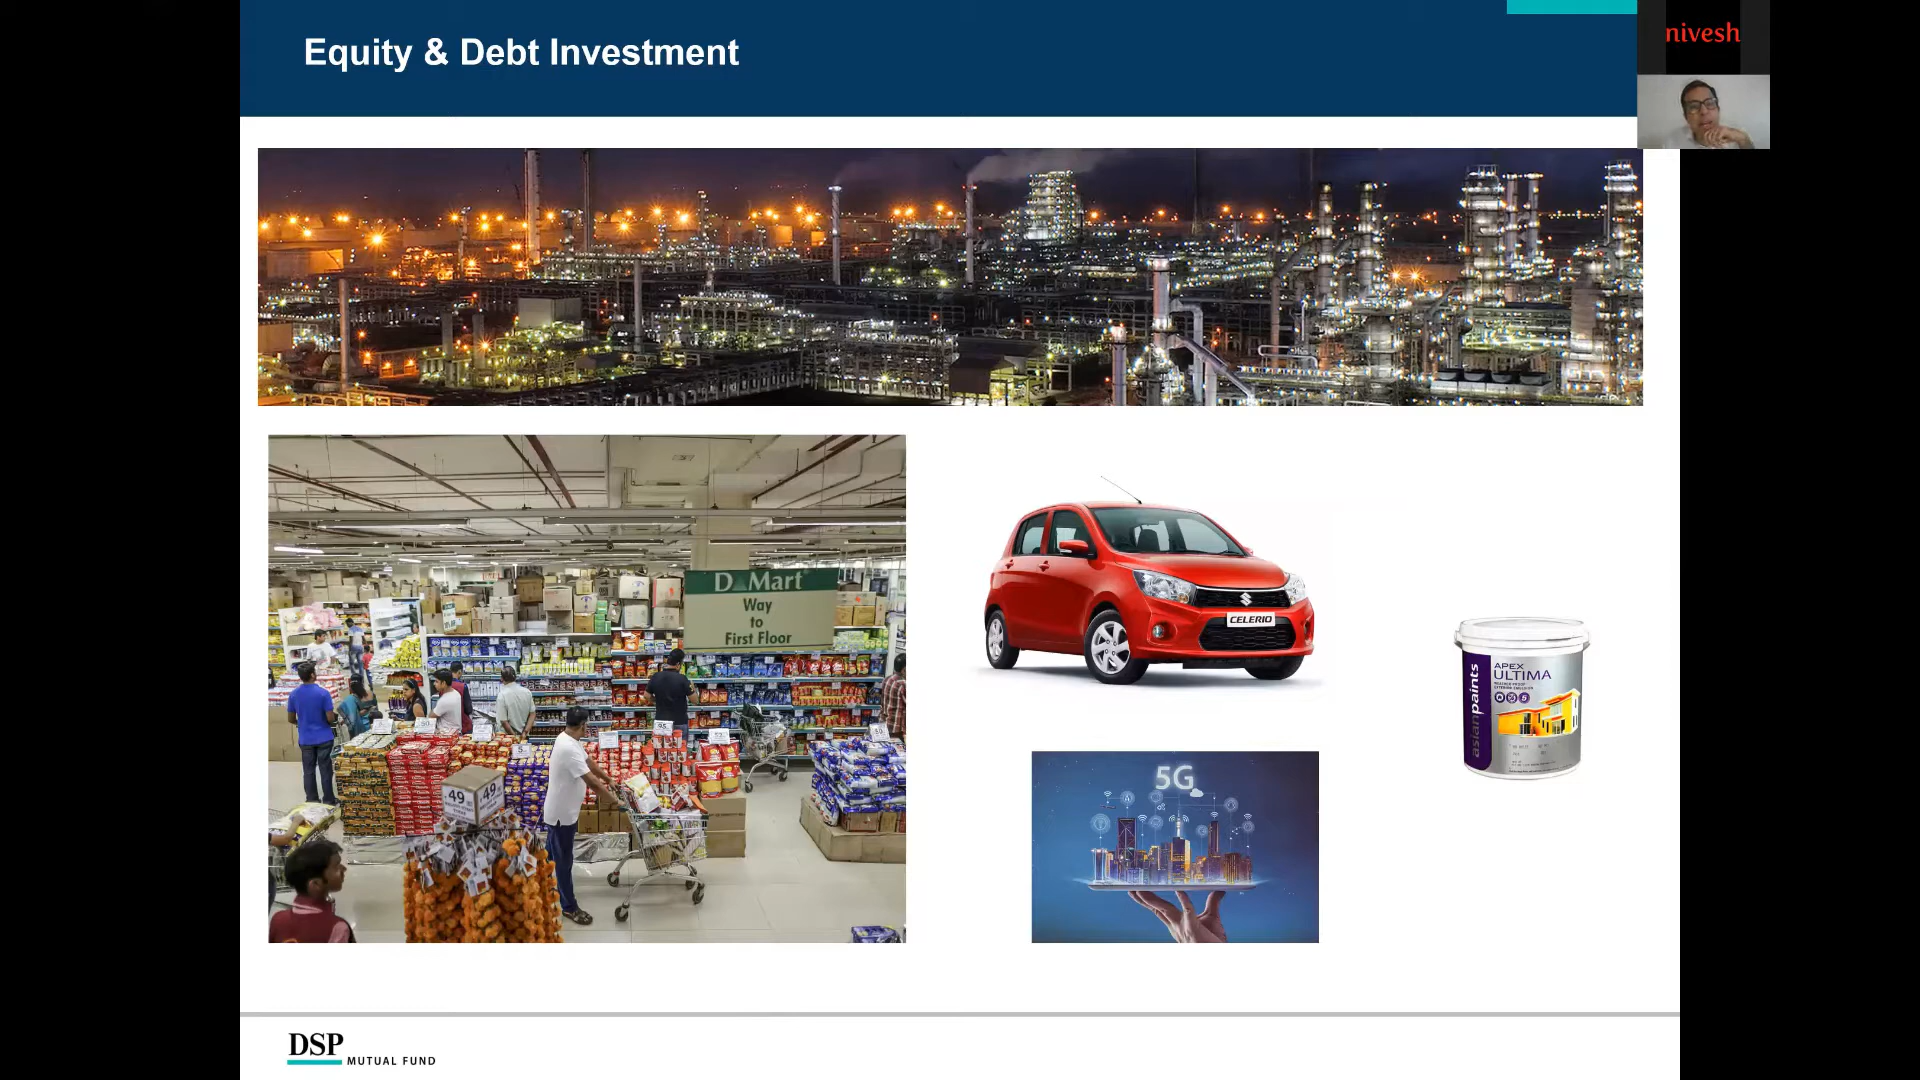 Equity & Debt Investment
nivesh
D Mart
Way
to
First Floor
49
49
CELERIO
5G
asianpaints
APEX
ULTIMA
DSP
MUTUAL FUND